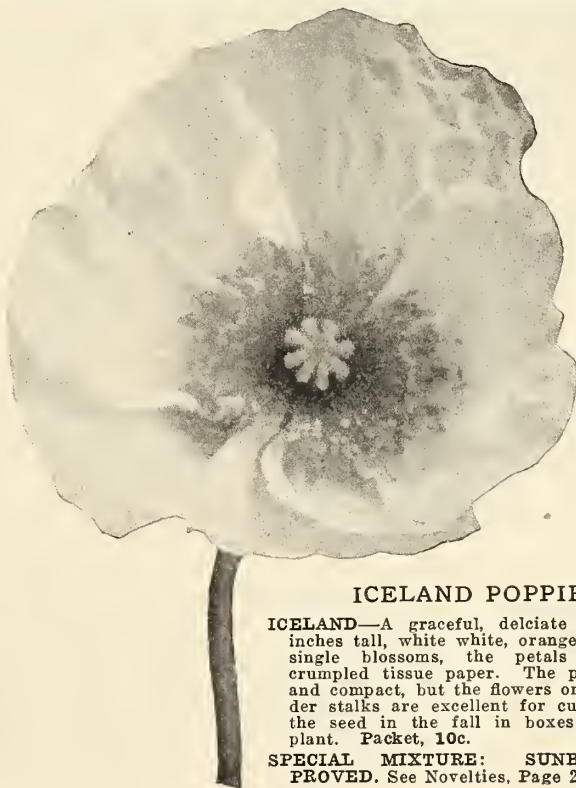 ICELAND POPPIE
ICELAND—A graceful, delciate
inches tall, white white, orange
single blossoms, the petals
crumpled tissue paper. The p
and compact, but the flowers on
der stalks are excellent for cu
the seed in the fall in boxes
plant. Packet, 10c.
SPECIAL MIXTURE: SUNB
PROVED. See Novelties, Page 2